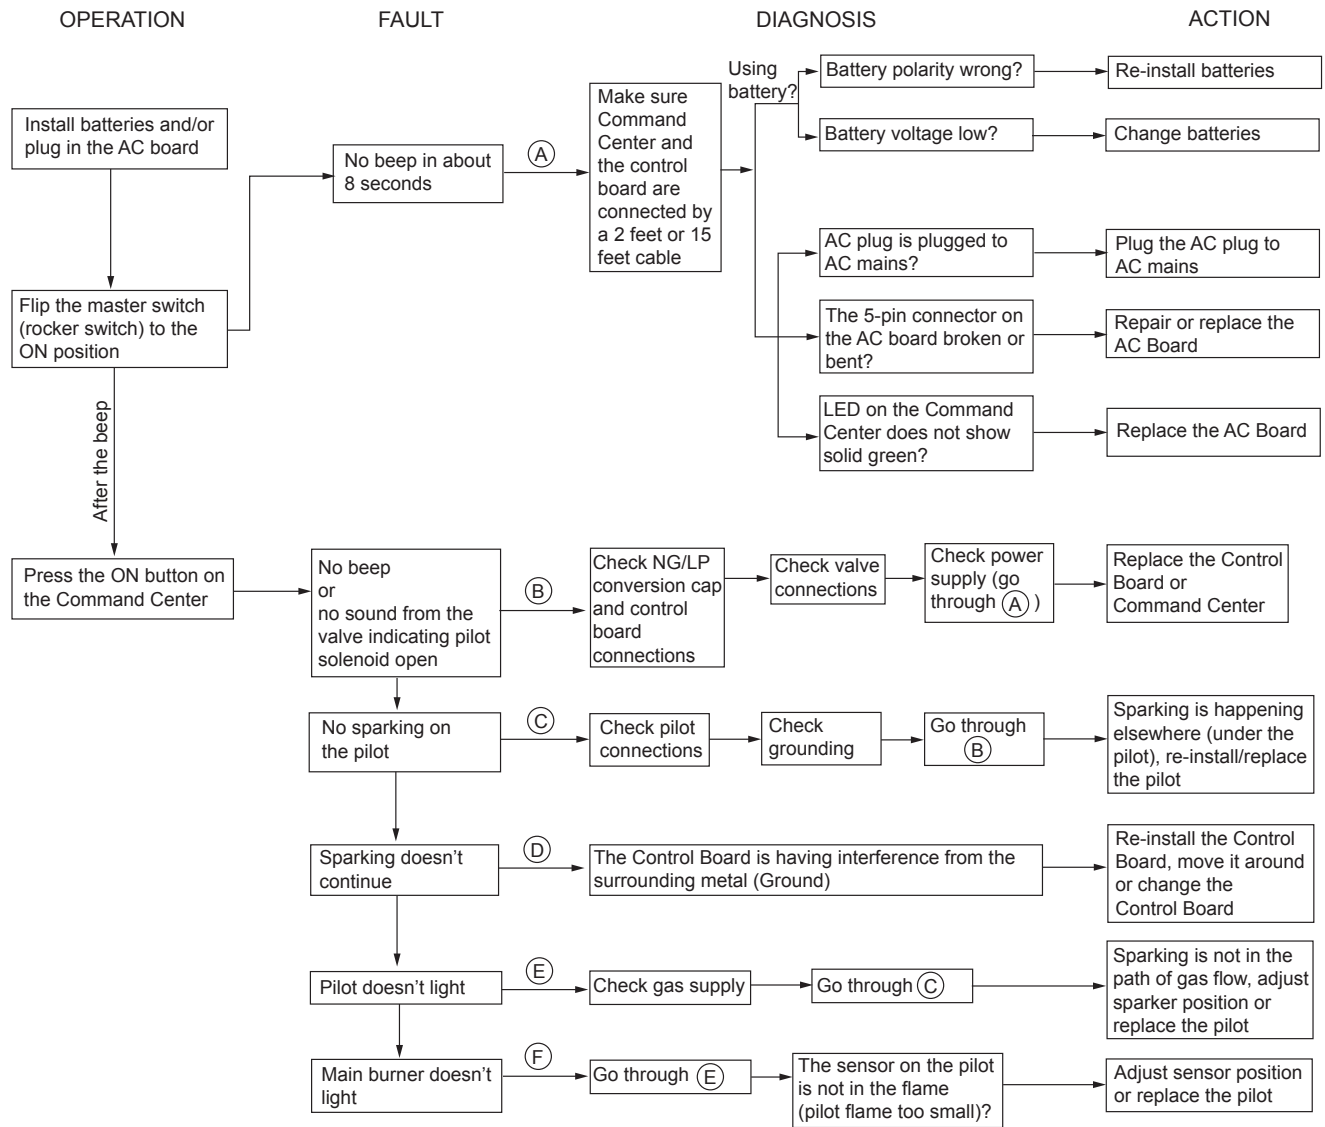 OPERATION
FAULT
DIAGNOSIS
ACTION
Install batteries and/or
plug in the AC board
Flip the master switch
(rocker switch) to the
ON position
After the beep
Press the ON button on
the Command Center
No beep in about
8 seconds
A
Make sure
Command
Center and
the control
board are
connected by
a 2 feet or 15
feet cable
Using
battery?
Battery polarity wrong?
Re-install batteries
Battery voltage low?
Change batteries
AC plug is plugged to
AC mains?
Plug the AC plug to
AC mains
The 5-pin connector on
the AC board broken or
bent?
Repair or replace the
AC Board
LED on the Command
Center does not show
solid green?
Replace the AC Board
No beep
or
no sound from the
valve indicating pilot
solenoid open
B
Check NG/LP
conversion cap
and control
board
connections
Check valve
connections
Check power
supply (go
through A )
Replace the Control
Board or
Command Center
No sparking on
the pilot
C
Check pilot
connections
Check
grounding
Go through
B
Sparking is happening
elsewhere (under the
pilot), re-install/replace
the pilot
Sparking doesn't
continue
D
The Control Board is having interference from the
surrounding metal (Ground)
Re-install the Control
Board, move it around
or change the
Control Board
Pilot doesn't light
E
Check gas supply
Go through C
Sparking is not in the
path of gas flow, adjust
sparker position or
replace the pilot
Main burner doesn't
light
F
Go through E
The sensor on the pilot
is not in the flame
(pilot flame too small)?
Adjust sensor position
or replace the pilot